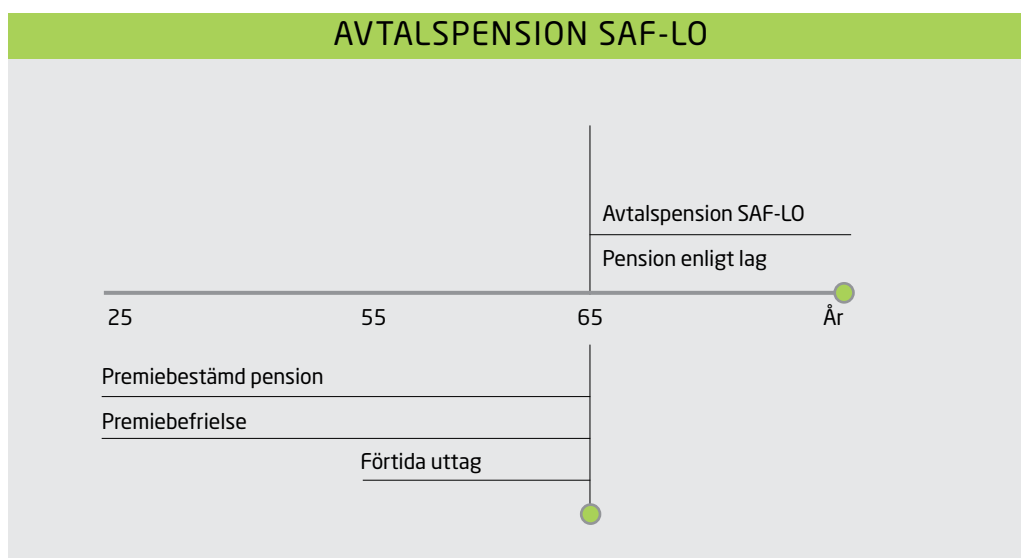 AVTALSPENSION SAF-LO
Avtalspension SAF-LO
Pension enligt lag
25 55 65 År
Premiebestämd pension
Premiebefrielse
Förtida uttag